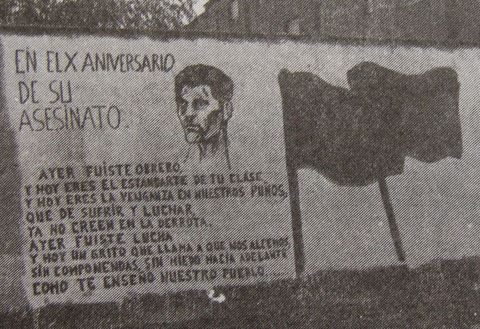 EN EL X ANIVERSARIO
DE SU
ASESINATO.
AYER FUISTE OBRERO,
Y HOY ERES EL ESTANDARTE DE TU CLASE,
Y HOY ERES LA VENGANZA EN NUESTROS PUÑOS,
QUE DE SUFRIR Y LUCHAR
YA NO CREEN EN LA DERROTA.
AYER FUISTE LUCHA
Y HOY UN GRITO QUE LLAMA A QUE NOS ALCEMOS
SIN COMPONENDAS, SIN MIEDO HACIA ADELANTE
COMO TE ENSEÑO NUESTRO PUEBLO.